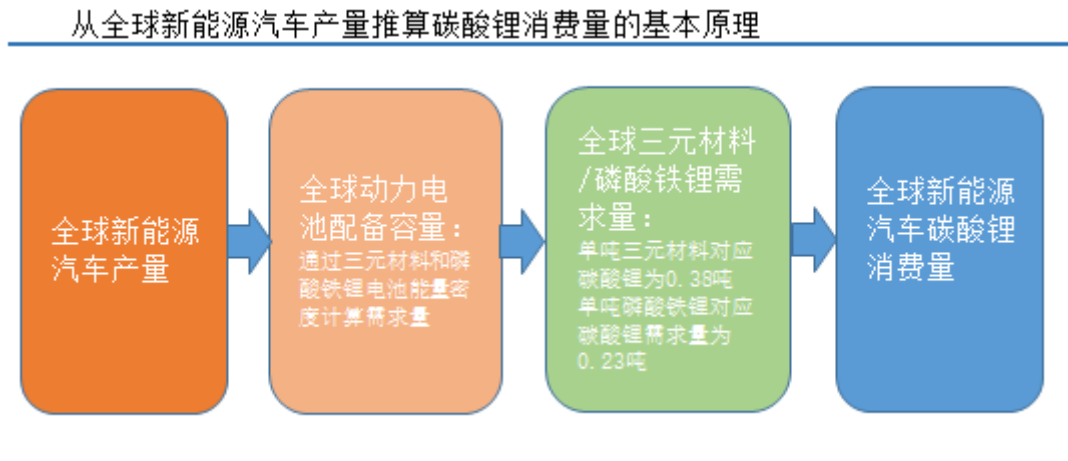 从全球新能源汽车产量推算碳酸锂消费量的基本原理
全球新能源
汽车产量
全球动力电
池配备容量：
通过三元材料和磷
酸铁锂电池能量密
度计算需求量
全球三元材料
/磷酸铁锂需
求量：
单吨三元材料对应
碳酸锂为0.38吨
单吨磷酸铁锂对应
碳酸锂需求量为
0.23吨
全球新能源
汽车碳酸锂
消费量